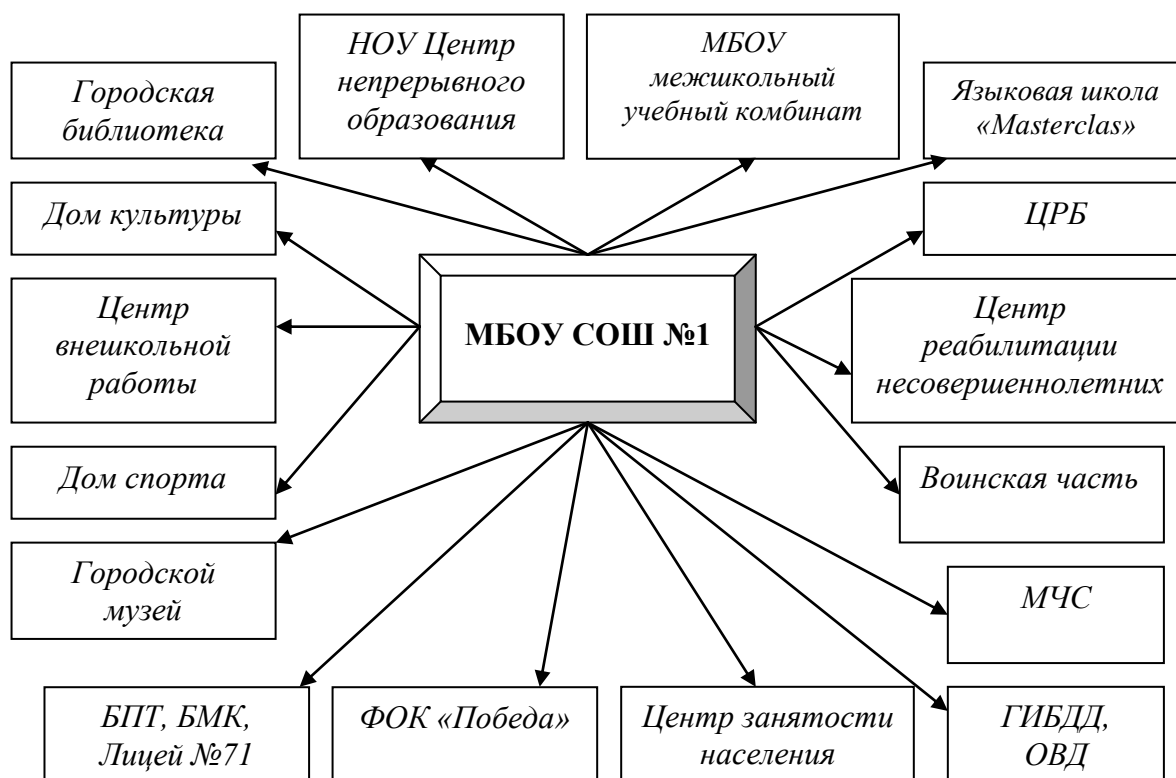 НОУ Центр
непрерывного
образования
МБОУ
межшкольный
учебный комбинат
Городская
библиотека
Языковая школа
«Masterclas»
Дом культуры
ЦРБ
Центр
внешкольной
работы
МБОУ СОШ №1
Центр
реабилитации
несовершеннолетних
Дом спорта
Воинская часть
Городской
музей
МЧС
БПТ, БМК,
Лицей №71
ФОК «Победа»
Центр занятости
населения
ГИБДД,
ОВД